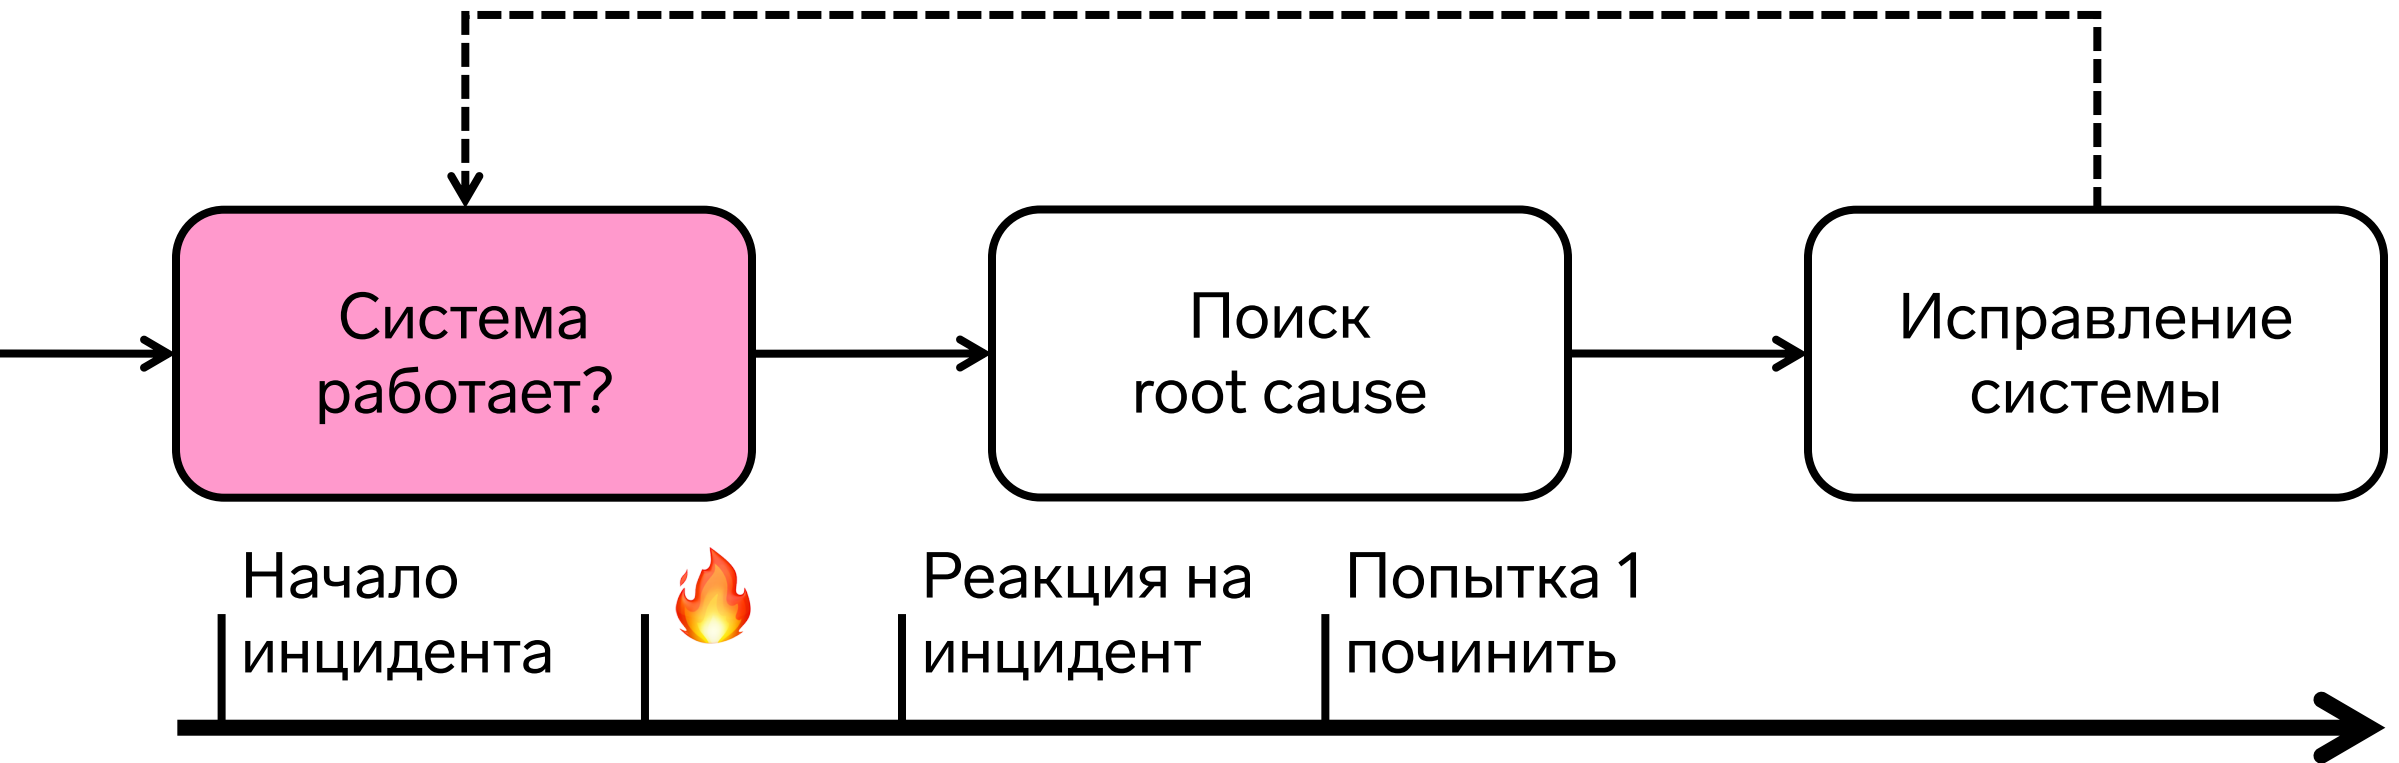 Система
работает?
Поиск
root cause
Исправление
системы
Начало
инцидента
Реакция на
инцидент
Попытка 1
починить